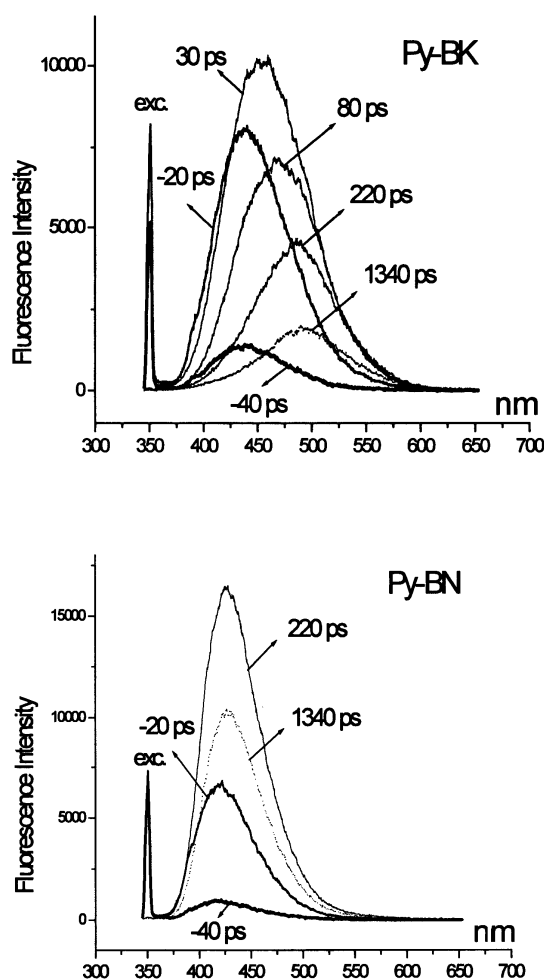 Py-BK
30 ps
10000
exc.
80 ps
-20 ps
220 ps
5000
1340 ps
0
-40 ps
nm
300 350 400 450 500 550 600 650 700
Fluorescence Intensity
Py-BN
15000
220 ps
-20 ps
1340 ps
10000
exc.
5000
0
-40 ps
nm
300 350 400 450 500 550 600 650 700
Fluorescence Intensity